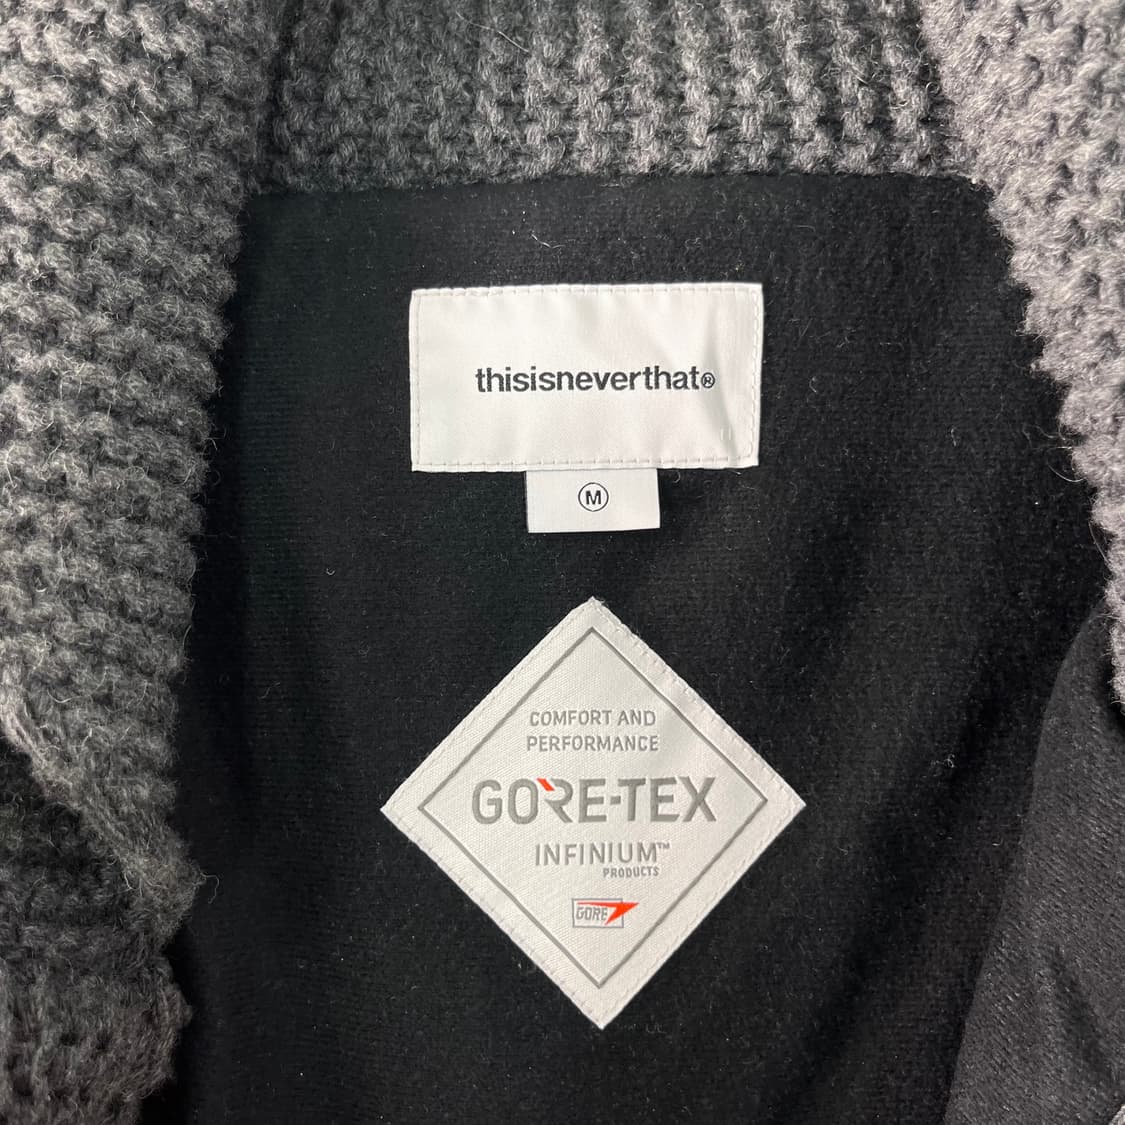 thisisneverthat®
M
COMFORT AND
PERFORMANCE
GORE-TEX
INFINIUM™
PRODUCTS
GORE